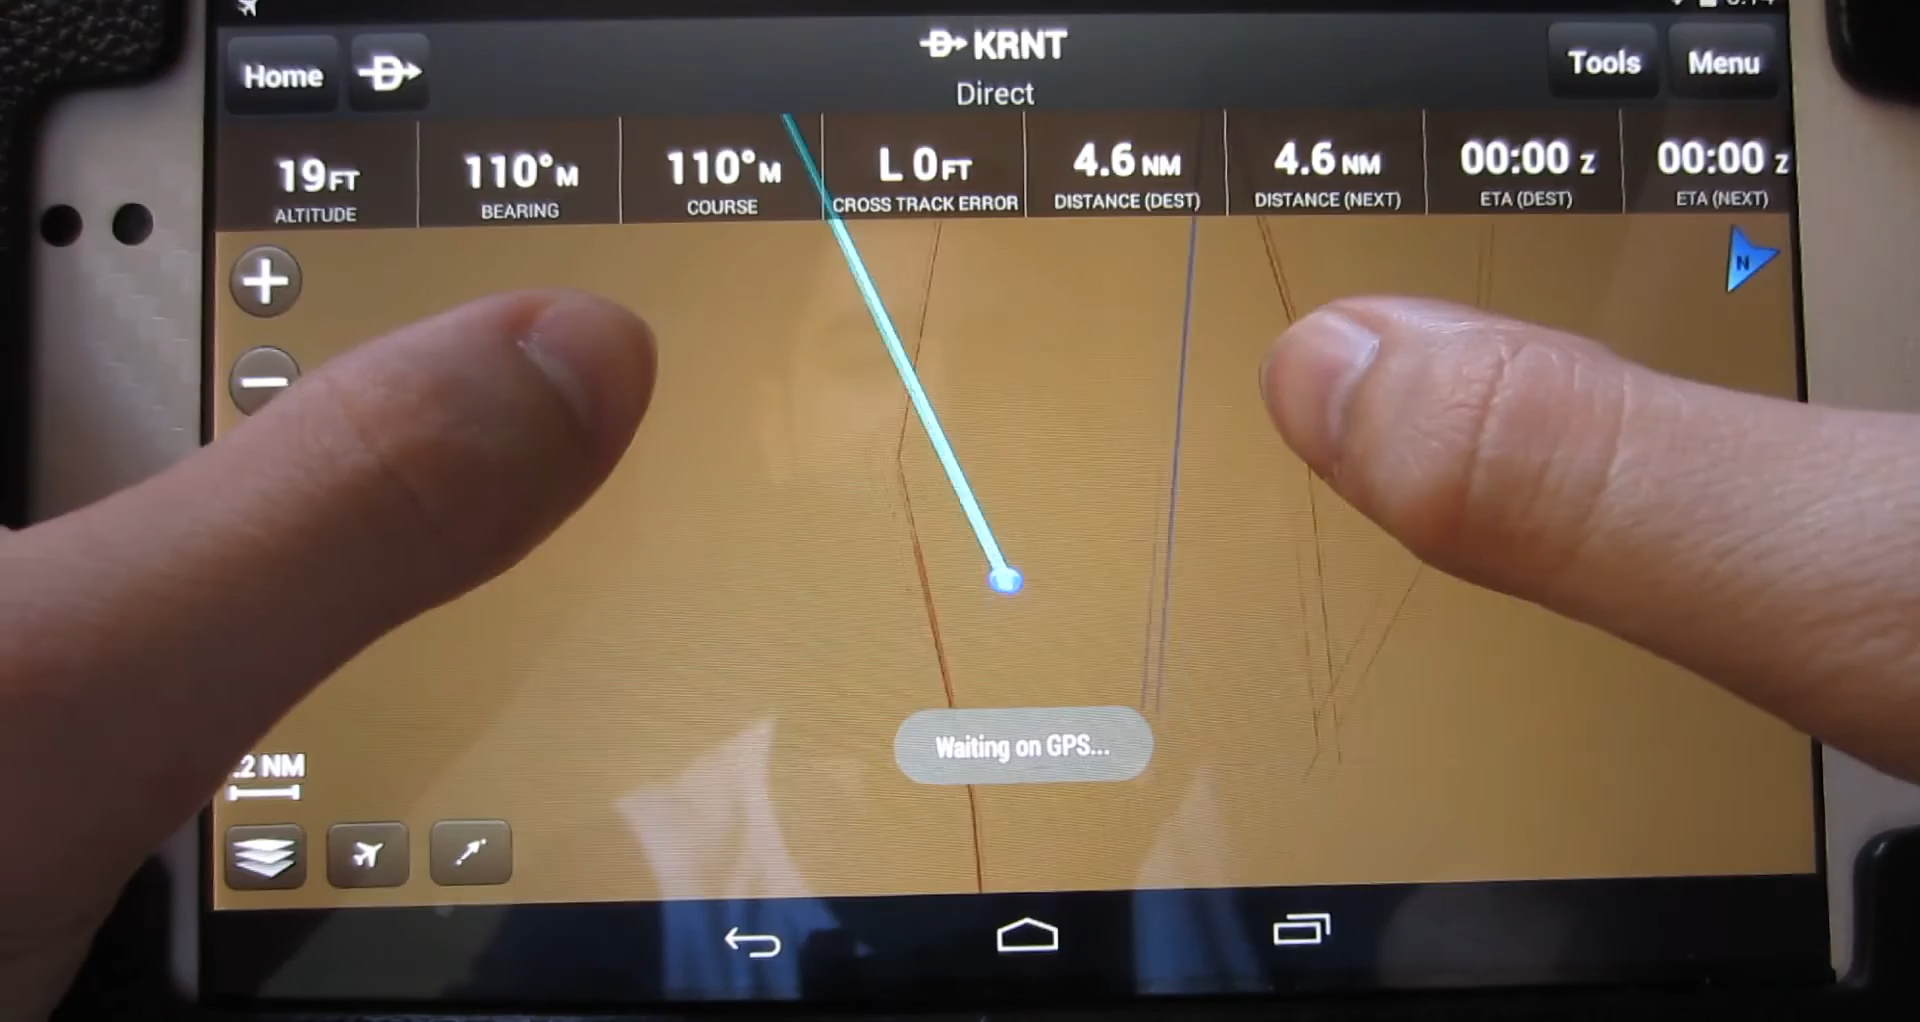 KRNT
Home
Direct
Tools
Menu
19FT
ALTITUDE
110°M
BEARING
110°M
COURSE
L 0FT
CROSS TRACK ERROR
4.6 NM
DISTANCE (DEST)
4.6 NM
DISTANCE (NEXT)
00:00 Z
ETA (DEST)
00:00 Z
ETA (NEXT)
N
Waiting on GPS...
.2 NM